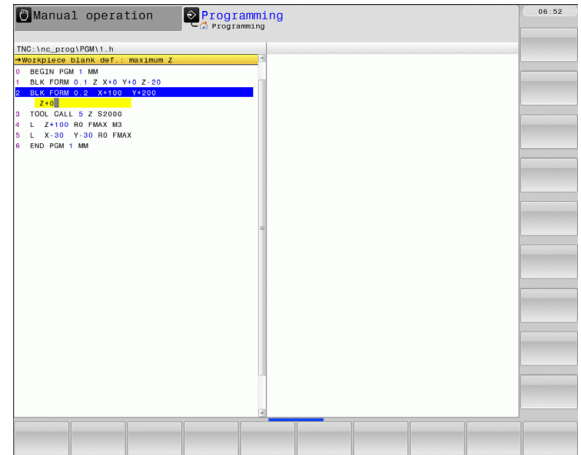 Manual operation
Programming
Programming
06:52
TNC:\nc_prog\PGM\1.h
→Workpiece blank def.: maximum Z
0 BEGIN PGM 1 MM
1 BLK FORM 0.1 Z X+0 Y+0 Z-20
2 BLK FORM 0.2 X+100 Y+200
Z+0
3 TOOL CALL 5 Z S2000
4 L Z+100 R0 FMAX M3
5 L X-30 Y-30 R0 FMAX
6 END PGM 1 MM